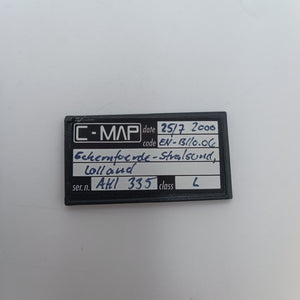 C-MAP date 25/7 2000
code EN-B110.06
Eckernfoerde-Stralsund,
Lolland
ser.n. AHI 335 class L